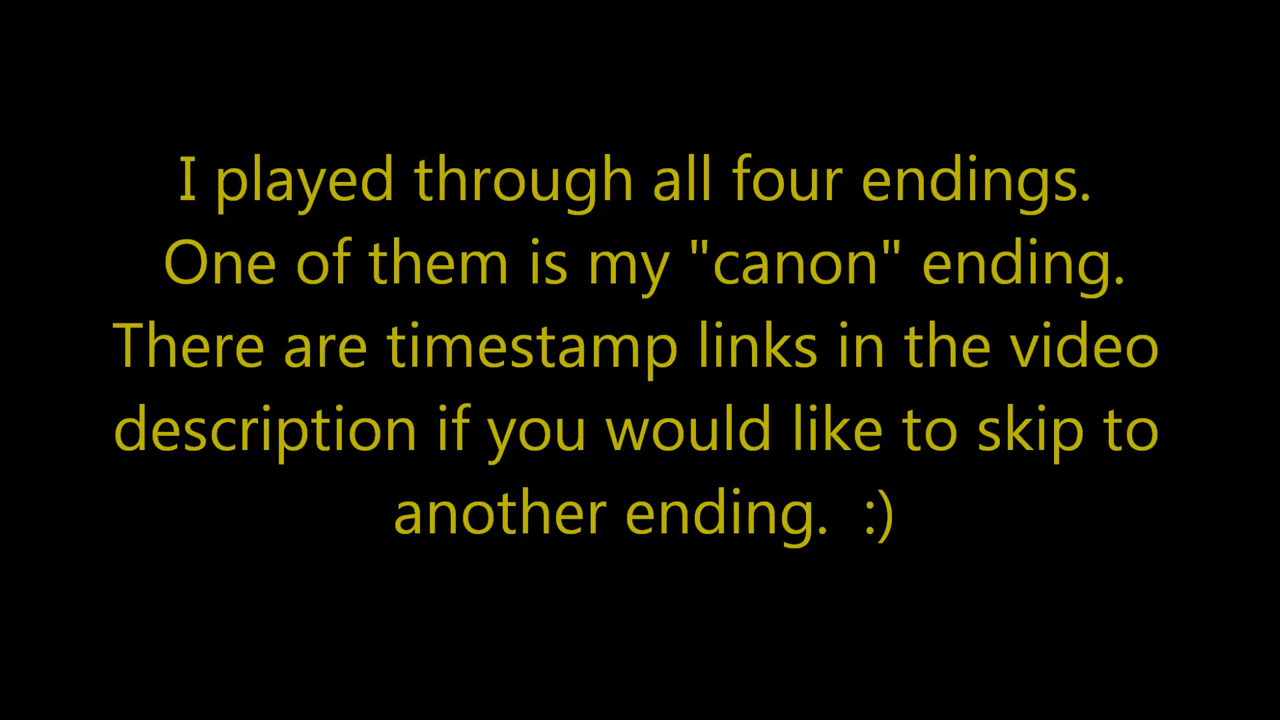 I played through all four endings.
One of them is my "canon" ending.
There are timestamp links in the video
description if you would like to skip to
another ending.  :)